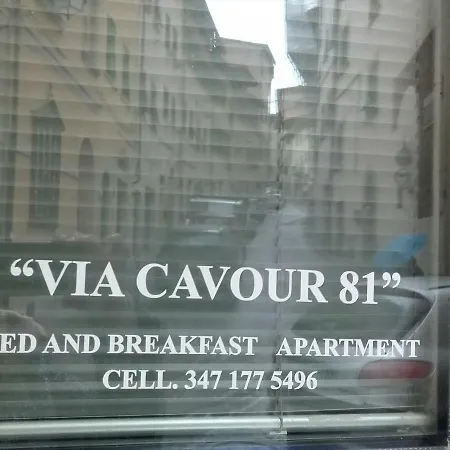 “VIA CAVOUR 81”
ED AND BREAKFAST APARTMENT
CELL. 347 177 5496